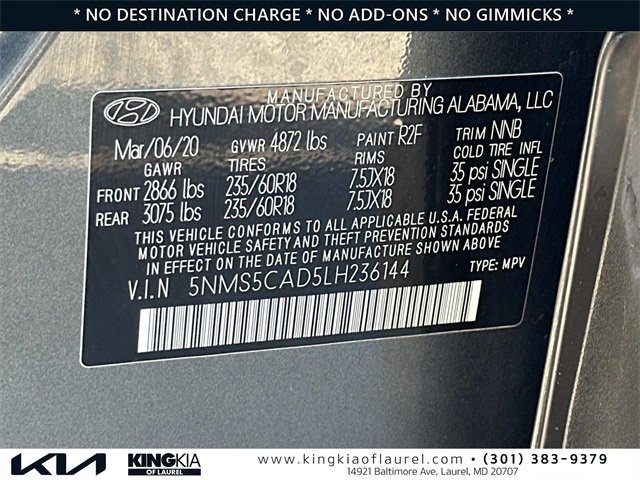 * NO DESTINATION CHARGE * NO ADD-ONS * NO GIMMICKS *
MANUFACTURED BY
HYUNDAI MOTOR MANUFACTURING ALABAMA, LLC
Mar/06/20 GVWR 4872 lbs PAINT R2F TRIM NNB
GAWR TIRES RIMS COLD TIRE INFL
FRONT 2866 lbs 235/60R18 7.5JX18 35 psi SINGLE
REAR 3075 lbs 235/60R18 7.5JX18 35 psi SINGLE
THIS VEHICLE CONFORMS TO ALL APPLICABLE U.S.A. FEDERAL
MOTOR VEHICLE SAFETY AND THEFT PREVENTION STANDARDS
IN EFFECT ON THE DATE OF MANUFACTURE SHOWN ABOVE.
V.I.N 5NMS5CAD5LH236144 TYPE: MPV
KIA KING KIA OF LAUREL www.kingkiaoflaurel.com - (301) 383-9379
14921 Baltimore Ave, Laurel, MD 20707